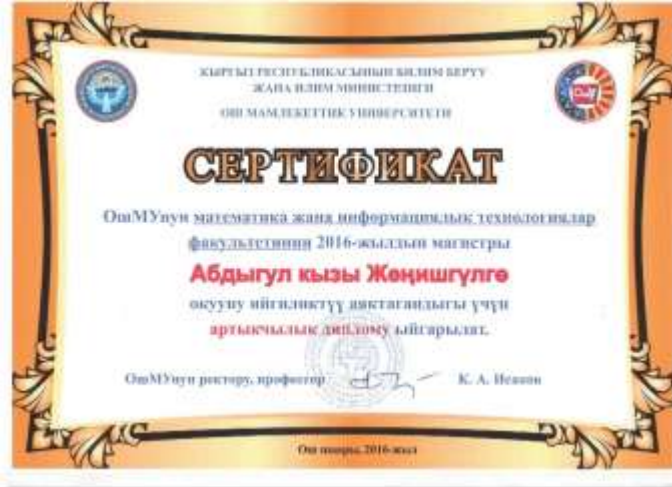 КЫРГЫЗ РЕСПУБЛИКАСЫНЫН БИЛИМ БЕРҮҮ
ЖАНА ИЛИМ МИНИСТРЛИГИ
ОШ МАМЛЕКЕТТИК УНИВЕРСИТЕТИ
СЕРТИФИКАТ
ОшМУнун математика жана информациялык технологиялар
факультетинин 2016-жылдын магистры
Абдыгул кызы Жеңишгүлгө
окууну ийгиликтүү аяктагандыгы үчүн
артыкчылык диплому ыйгарылат.
ОшМУнун ректору, профессор К. А. Исаков
Ош шаары, 2016-жыл